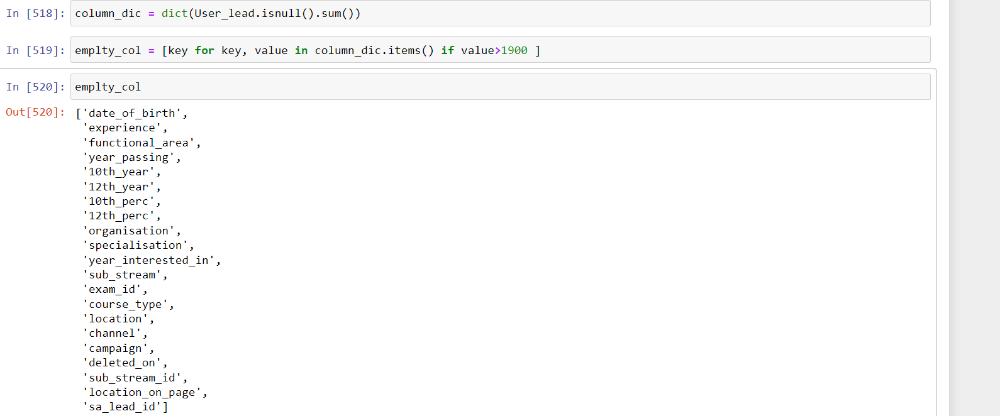 In [518]: column_dic = dict(User_lead.isnull().sum())
In [519]: emplty_col = [key for key, value in column_dic.items() if value>1900 ]
In [520]: emplty_col
Out[520]: ['date_of_birth',
'experience',
'functional_area',
'year_passing',
'10th_year',
'12th_year',
'10th_perc',
'12th_perc',
'organisation',
'specialisation',
'year_interested_in',
'sub_stream',
'exam_id',
'course_type',
'location',
'channel',
'campaign',
'deleted_on',
'sub_stream_id',
'location_on_page',
'sa_lead_id']